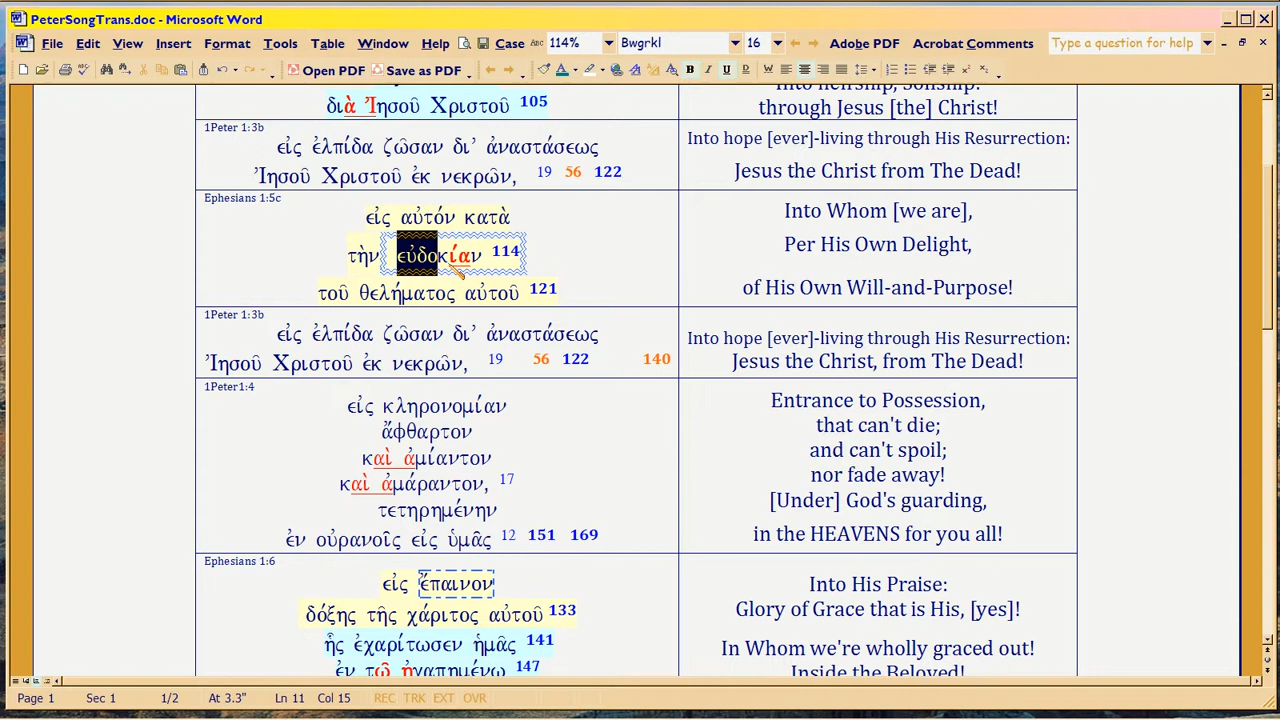 PeterSongTrans.doc - Microsoft Word
File Edit View Insert Format Tools Table Window Help Case 114% Bwgrkl 16 Adobe PDF Acrobat Comments Type a question for help
Open PDF Save as PDF B I U
διὰ Ἰησοῦ Χριστοῦ 105
through Jesus [the] Christ!
1Peter 1:3b
εἰς ἐλπίδα ζῶσαν δι’ ἀναστάσεως
Ἰησοῦ Χριστοῦ ἐκ νεκρῶν, 19 56 122
Into hope [ever]-living through His Resurrection:
Jesus the Christ from The Dead!
Ephesians 1:5c
εἰς αὐτόν κατὰ
τὴν εὐδοκίαν 114
τοῦ θελήματος αὐτοῦ 121
Into Whom [we are],
Per His Own Delight,
of His Own Will-and-Purpose!
1Peter 1:3b
εἰς ἐλπίδα ζῶσαν δι’ ἀναστάσεως
Ἰησοῦ Χριστοῦ ἐκ νεκρῶν, 19 56 122 140
Into hope [ever]-living through His Resurrection:
Jesus the Christ, from The Dead!
1Peter1:4
εἰς κληρονομίαν
ἄφθαρτον
καὶ ἀμίαντον
καὶ ἀμάραντον, 17
τετηρημένην
ἐν οὐρανοῖς εἰς ὑμᾶς 12 151 169
Entrance to Possession,
that can't die;
and can't spoil;
nor fade away!
[Under] God's guarding,
in the HEAVENS for you all!
Ephesians 1:6
εἰς ἔπαινον
δόξης τῆς χάριτος αὐτοῦ 133
ἧς ἐχαρίτωσεν ἡμᾶς 141
ἐν τῷ ἠγαπημένῳ 147
Into His Praise:
Glory of Grace that is His, [yes]!
In Whom we're wholly graced out!
Inside the Beloved!
Page 1 Sec 1 1/2 At 3.3" Ln 11 Col 15 REC TRK EXT OVR